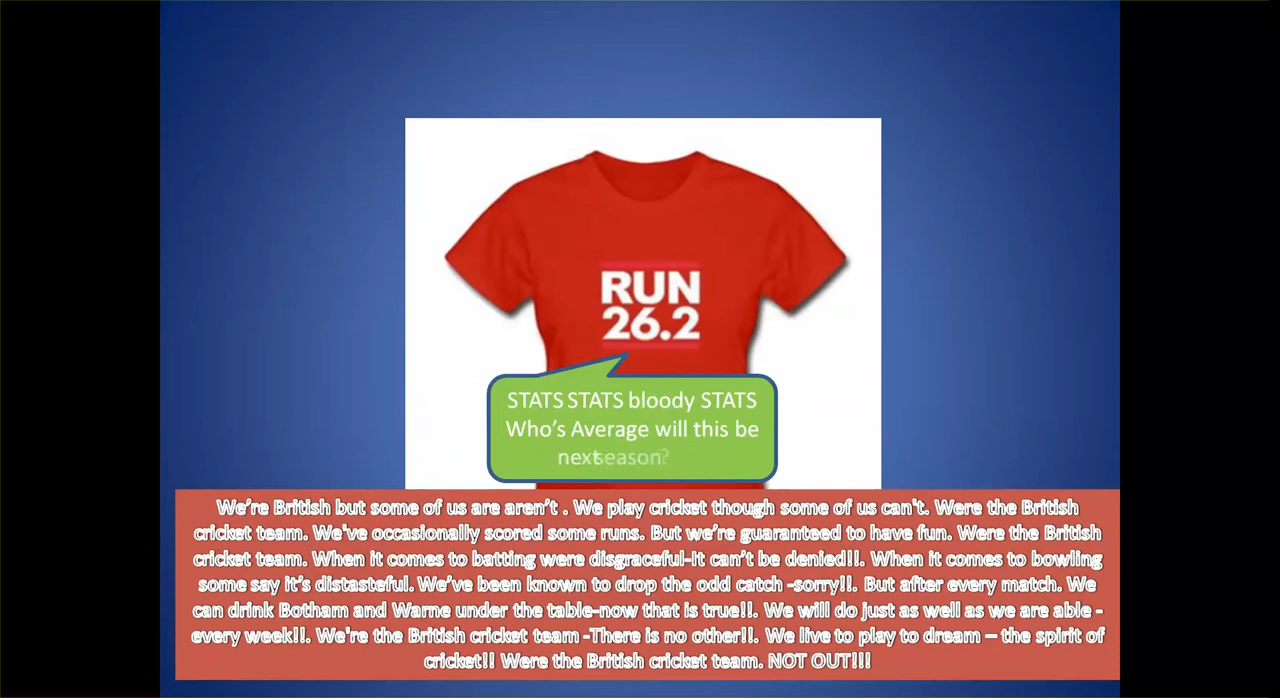 RUN
26.2
STATS STATS bloody STATS
Who's Average will this be
next season?
We're British but some of us are aren't . We play cricket though some of us can't. Were the British
cricket team. We've occasionally scored some runs. But we're guaranteed to have fun. Were the British
cricket team. When it comes to batting were disgraceful-It can't be denied!!. When it comes to bowling
some say it's distasteful. We've been known to drop the odd catch -sorry!!. But after every match. We
can drink Botham and Warne under the table-now that is true!!. We will do just as well as we are able -
every week!!. We're the British cricket team -There is no other!!. We live to play to dream – the spirit of
cricket!! Were the British cricket team. NOT OUT!!!